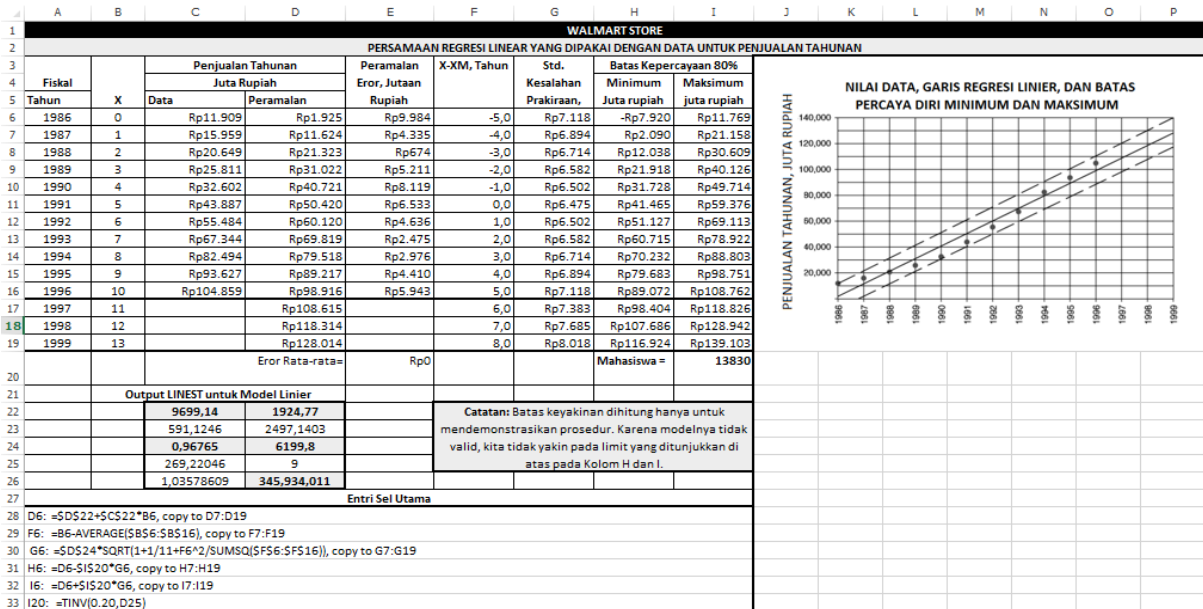 A B C D E F G H I J K L M N O P
1 WALMART STORE
2 PERSAMAAN REGRESI LINEAR YANG DIPAKAI DENGAN DATA UNTUK PENJUALAN TAHUNAN
3 Penjualan Tahunan Peramalan X-XM, Tahun Std. Batas Kepercayaan 80%
4 Fiskal Juta Rupiah Eror, Jutaan Kesalahan Minimum Maksimum
5 Tahun X Data Peramalan Rupiah Prakiraan, Juta rupiah juta rupiah
6 1986 0 Rp11.909 Rp1.925 Rp9.984 -5,0 Rp7.118 -Rp7.920 Rp11.769
7 1987 1 Rp15.959 Rp11.624 Rp4.335 -4,0 Rp6.894 Rp2.090 Rp21.158
8 1988 2 Rp20.649 Rp21.323 Rp674 -3,0 Rp6.714 Rp12.038 Rp30.609
9 1989 3 Rp25.811 Rp31.022 Rp5.211 -2,0 Rp6.582 Rp21.918 Rp40.126
10 1990 4 Rp32.602 Rp40.721 Rp8.119 -1,0 Rp6.502 Rp31.728 Rp49.714
11 1991 5 Rp43.887 Rp50.420 Rp6.533 0,0 Rp6.475 Rp41.465 Rp59.376
12 1992 6 Rp55.484 Rp60.120 Rp4.636 1,0 Rp6.502 Rp51.127 Rp69.113
13 1993 7 Rp67.344 Rp69.819 Rp2.475 2,0 Rp6.582 Rp60.715 Rp78.922
14 1994 8 Rp82.494 Rp79.518 Rp2.976 3,0 Rp6.714 Rp70.232 Rp88.803
15 1995 9 Rp93.627 Rp89.217 Rp4.410 4,0 Rp6.894 Rp79.683 Rp98.751
16 1996 10 Rp104.859 Rp98.916 Rp5.943 5,0 Rp7.118 Rp89.072 Rp108.762
17 1997 11 Rp108.615 6,0 Rp7.383 Rp98.404 Rp118.826
18 1998 12 Rp118.314 7,0 Rp7.685 Rp107.686 Rp128.942
19 1999 13 Rp128.014 8,0 Rp8.018 Rp116.924 Rp139.103
20 Eror Rata-rata= Rp0 Mahasiswa = 13830
21 Output LINEST untuk Model Linier
22 9699,14 1924,77
23 591,1246 2497,1403
24 0,96765 6199,8
25 269,22046 9
26 1,03578609 345,934,011
Catatan: Batas keyakinan dihitung hanya untuk
mendemonstrasikan prosedur. Karena modelnya tidak
valid, kita tidak yakin pada limit yang ditunjukkan di
atas pada Kolom H dan I.
27 Entri Sel Utama
28 D6: =$D$22+$C$22*B6, copy to D7:D19
29 F6: =B6-AVERAGE($B$6:$B$16), copy to F7:F19
30 G6: =$D$24*SQRT(1+1/11+F6^2/SUMSQ($F$6:$F$16)), copy to G7:G19
31 H6: =D6-$I$20*G6, copy to H7:H19
32 I6: =D6+$I$20*G6, copy to I7:I19
33 I20: =TINV(0.20,D25)
NILAI DATA, GARIS REGRESI LINIER, DAN BATAS
PERCAYA DIRI MINIMUM DAN MAKSIMUM
PENJUALAN TAHUNAN, JUTA RUPIAH
140,000
120,000
100,000
80,000
60,000
40,000
20,000
1986 1987 1988 1989 1990 1991 1992 1993 1994 1995 1996 1997 1998 1999